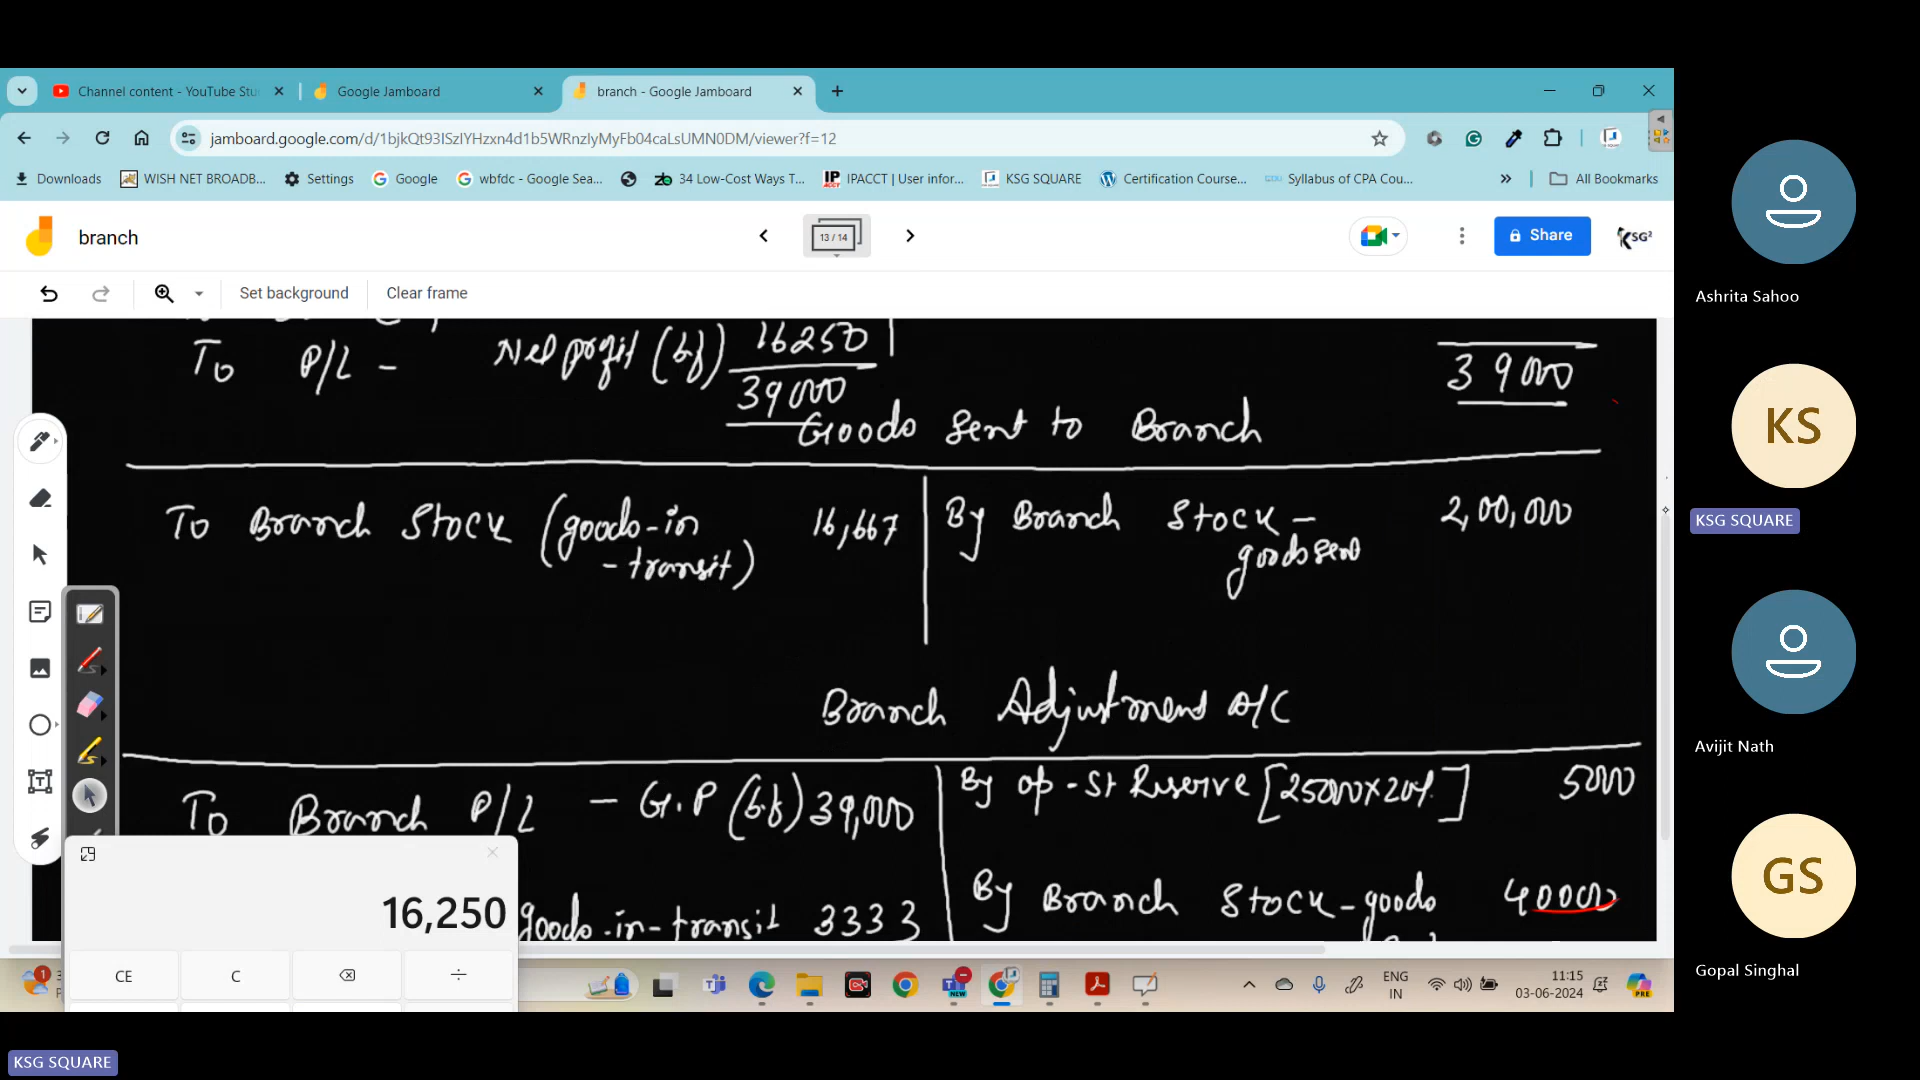 Channel content - YouTube Stu
Google Jamboard
branch - Google Jamboard
jamboard.google.com/d/1bjkQt93ISzIYHzxn4d1b5WRnzIyMyFb04caLsUMN0DM/viewer?f=12
Downloads
WISH NET BROADB...
Settings
Google
wbfdc - Google Sea...
34 Low-Cost Ways T...
IPACCT | User infor...
KSG SQUARE
Certification Course...
Syllabus of CPA Cou...
All Bookmarks
branch
13 / 14
Share
KSG²
Set background
Clear frame
To P/L - Net profit (bf) 16250
39000
39000
Goods Sent to Branch
To Branch Stock (goods-in 16,667
-transit)
By Branch Stock - 2,00,000
goods sent
Branch Adjustment A/C
To Branch P/L - G.P (b.f) 39,000
By op-St Reserve [25000x20%] 5000
goods-in-transit 3333
By Branch Stock-goods 40000
16,250
CE
C
÷
ENG
IN
11:15
03-06-2024
Ashrita Sahoo
KS
KSG SQUARE
Avijit Nath
GS
Gopal Singhal
KSG SQUARE